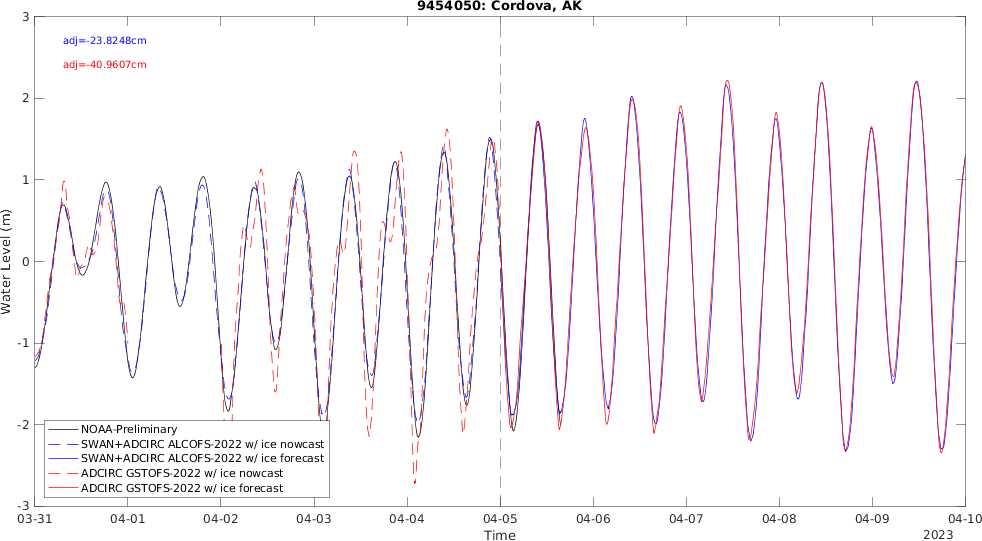 9454050: Cordova, AK
3
adj=-23.8248cm
adj=-40.9607cm
2
1
0
-1
-2
-3
Water Level (m)
NOAA-Preliminary
SWAN+ADCIRC ALCOFS-2022 w/ ice nowcast
SWAN+ADCIRC ALCOFS-2022 w/ ice forecast
ADCIRC GSTOFS-2022 w/ ice nowcast
ADCIRC GSTOFS-2022 w/ ice forecast
03-31 04-01 04-02 04-03 04-04 04-05 04-06 04-07 04-08 04-09 04-10
Time
2023